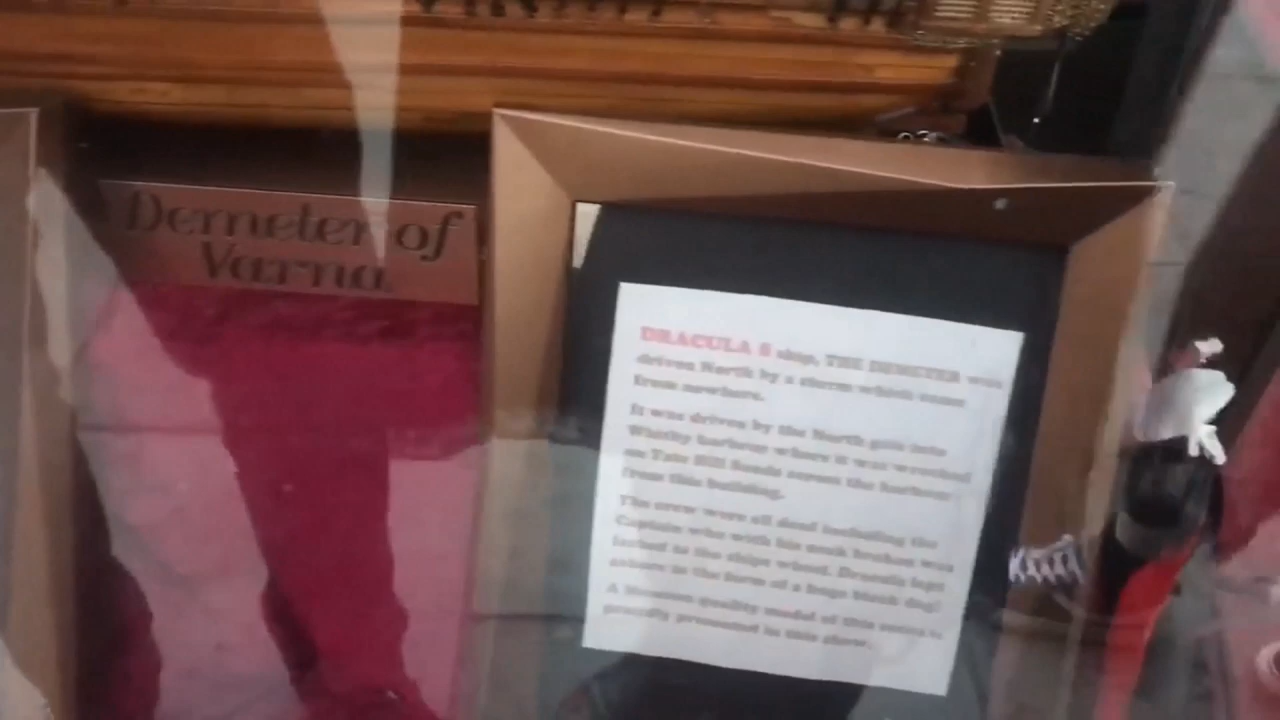 Demeter of
Varna
DRACULA S ship, THE DEMETER was
driven North by a storm which came
from nowhere.
It was driven by the North gale into
Whitby harbour where it was wrecked
on Tate Hill Sands across the harbour
from this building.
The crew were all dead including the
Captain who with his neck broken was
lashed to the ships wheel. Dracula lept
ashore in the form of a huge black dog!
A museum quality model of this
proudly presented in this